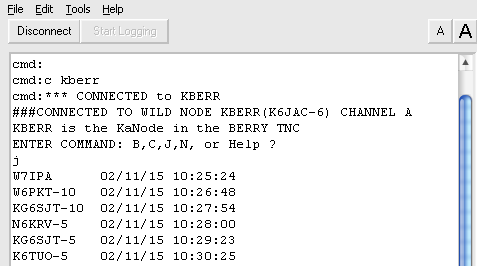 File Edit Tools Help
Disconnect Start Logging A A
cmd:
cmd:c kberr
cmd:*** CONNECTED to KBERR
###CONNECTED TO WILD NODE KBERR(K6JAC-6) CHANNEL A
KBERR is the KaNode in the BERRY TNC
ENTER COMMAND: B,C,J,N, or Help ?
j
W7IPA 02/11/15 10:25:24
W6PKT-10 02/11/15 10:26:48
KG6SJT-10 02/11/15 10:27:54
N6KRV-5 02/11/15 10:28:00
KG6SJT-5 02/11/15 10:29:23
K6TUO-5 02/11/15 10:30:25